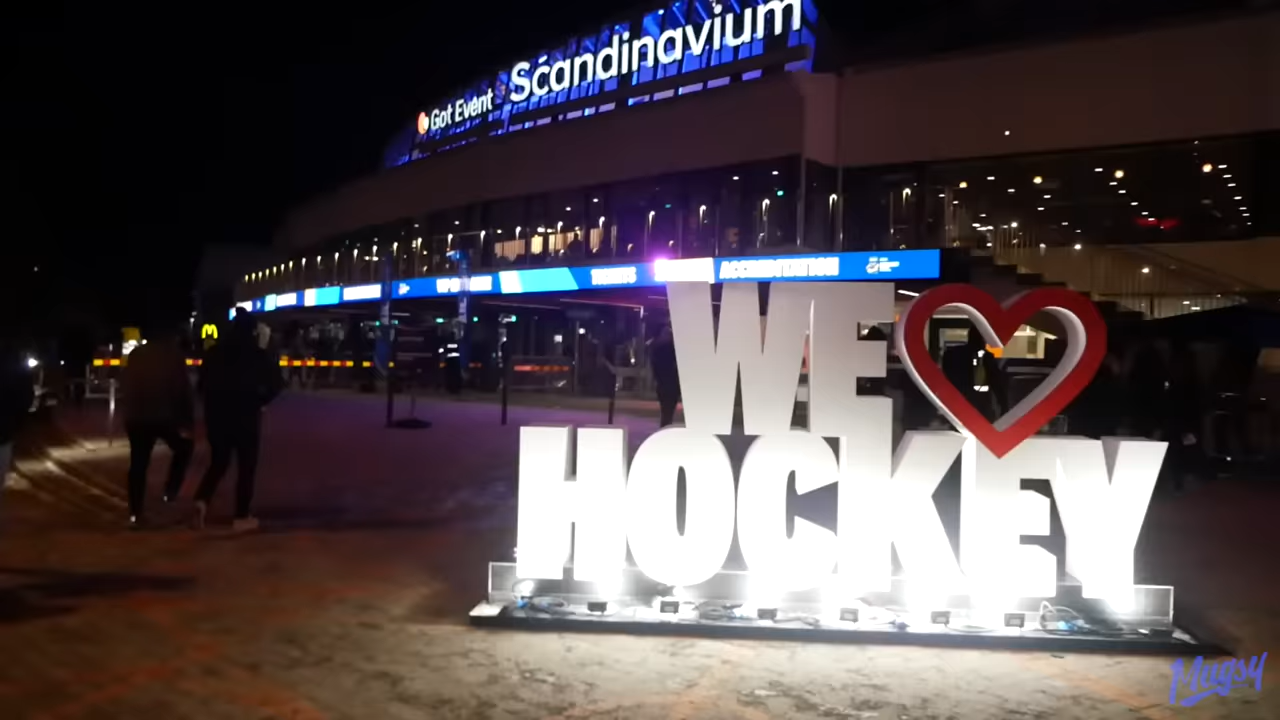 Got Event Scandinavium
TICKETS
ACCREDITATION
WE
HOCKEY
Mugsy